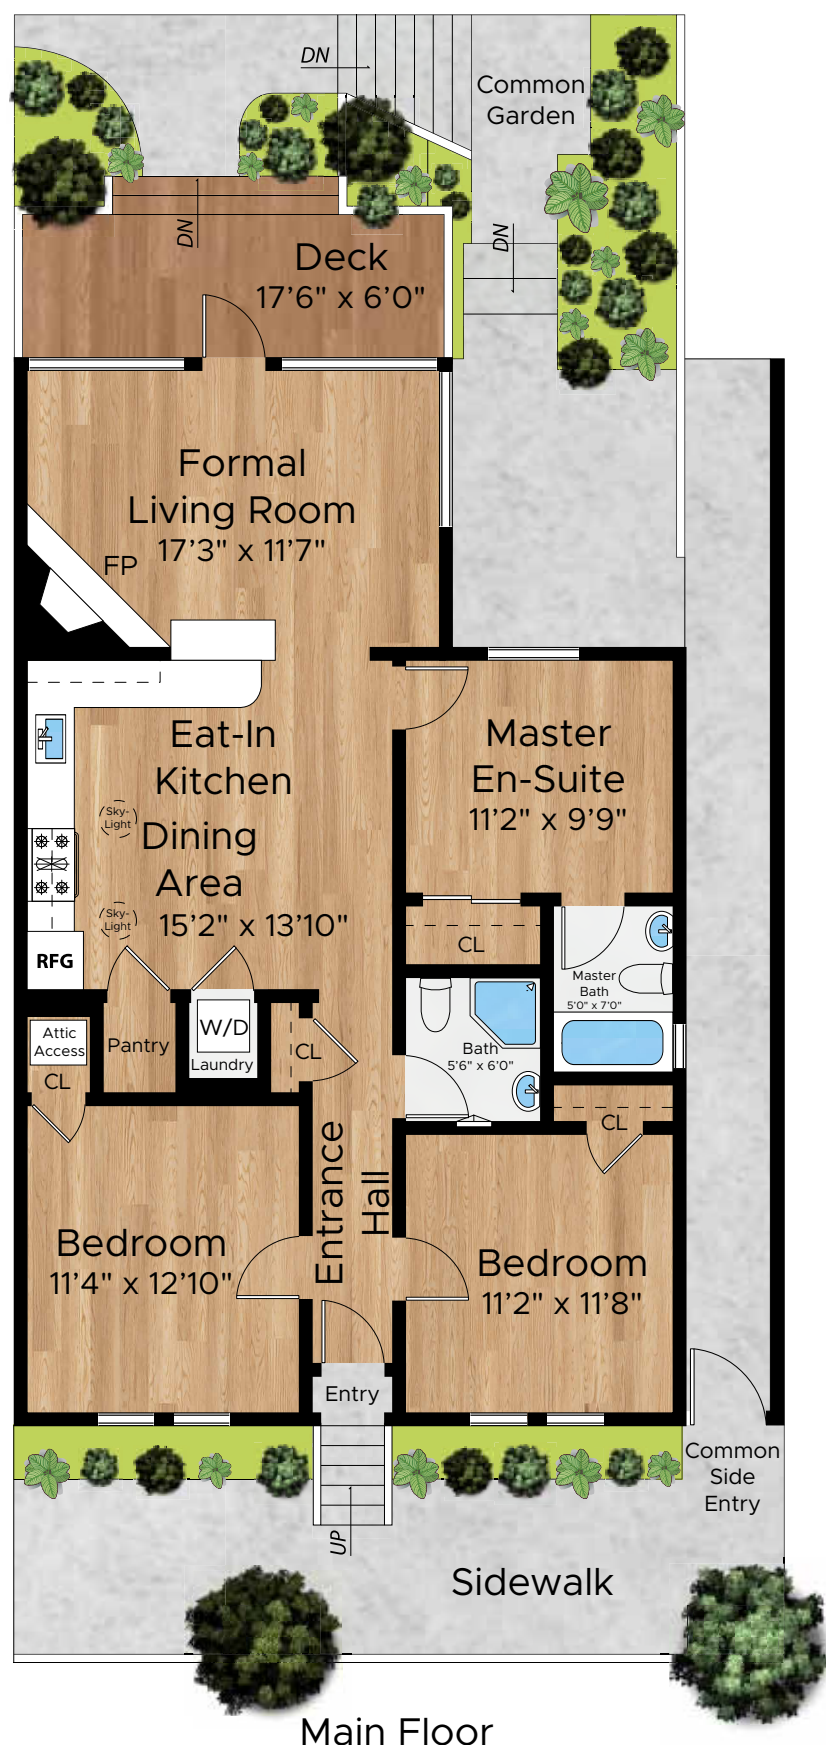 DN
Common
Garden
DN
DN
Deck
17'6" x 6'0"
Formal
Living Room
17'3" x 11'7"
FP
Eat-In
Kitchen
Master
En-Suite
11'2" x 9'9"
Sky-
Light
Dining
Area
15'2" x 13'10"
Sky-
Light
RFG
CL
Master
Bath
5'0" x 7'0"
Attic
Access
CL
Pantry
W/D
Laundry
CL
Bath
5'6" x 6'0"
CL
Entrance
Hall
Bedroom
11'4" x 12'10"
Bedroom
11'2" x 11'8"
Entry
Common
Side
Entry
UP
Sidewalk
Main Floor